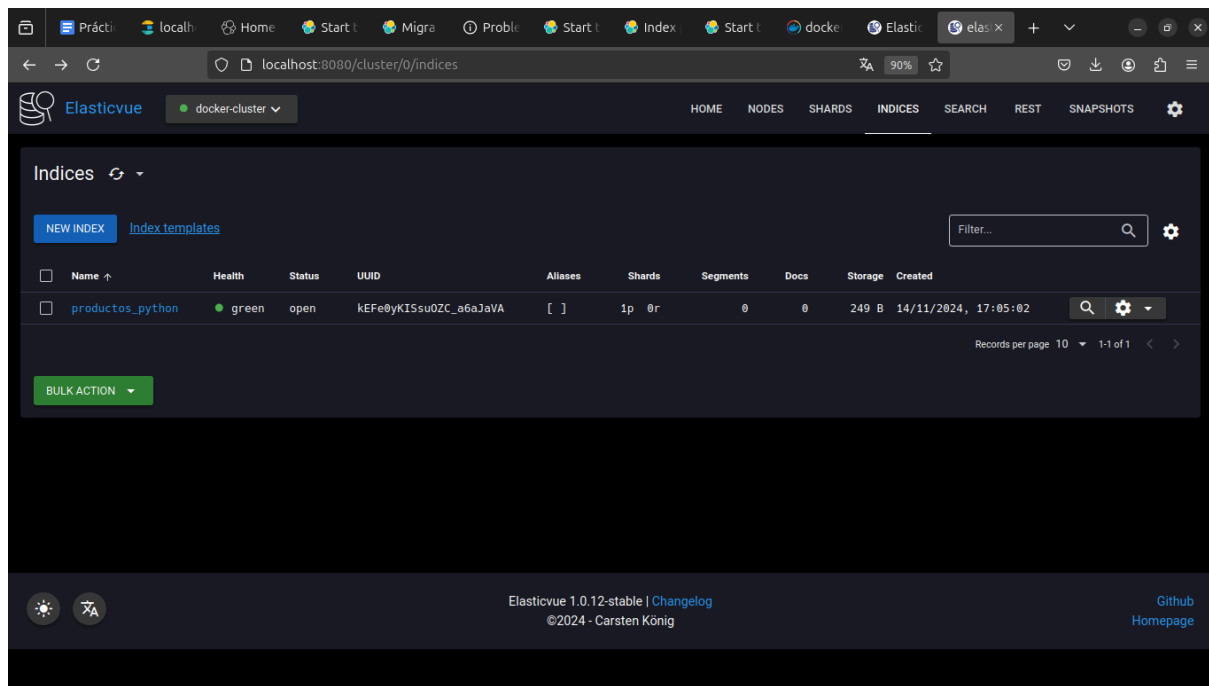 Práctic localh Home Start t Migra Proble Start t Index Start t docke Elastic elas
localhost:8080/cluster/0/indices 90%
Elasticvue docker-cluster HOME NODES SHARDS INDICES SEARCH REST SNAPSHOTS
Indices
NEW INDEX Index templates Filter...
Name Health Status UUID Aliases Shards Segments Docs Storage Created
productos_python green open kEFe0yKISsuOZC_a6aJaVA [ ] 1p 0r 0 0 249 B 14/11/2024, 17:05:02
Records per page 10 1-1 of 1
BULK ACTION
Elasticvue 1.0.12-stable | Changelog Github
©2024 - Carsten König Homepage